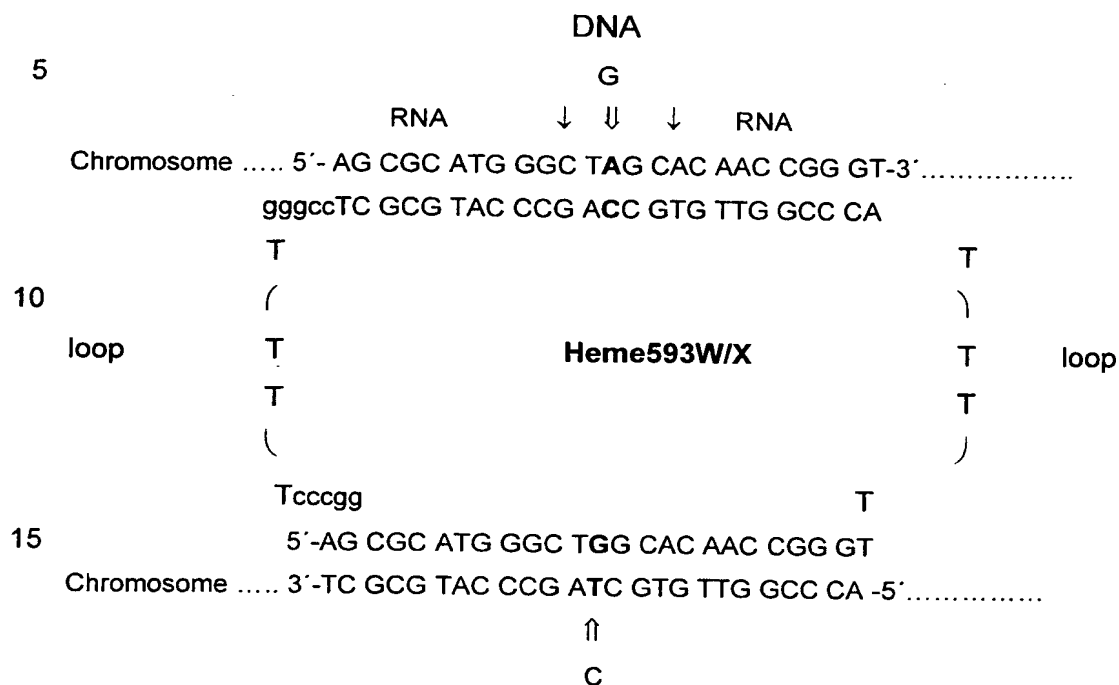 DNA
5 G
RNA ↓ ⇓ ↓ RNA
Chromosome ..... 5´- AG CGC ATG GGC TAGC CAC AAC CGG GT-3´.................
gggccTC GCG TAC CCG ACC GTG TTG GCC CA
T T
10 ( )
loop T Heme593W/X T loop
T T
( )
Tcccgg T
15 5´-AG CGC ATG GGC TGG CAC AAC CGG GT
Chromosome ..... 3´-TC GCG TAC CCG ATC GTG TTG GCC CA -5´...............
⇑
C